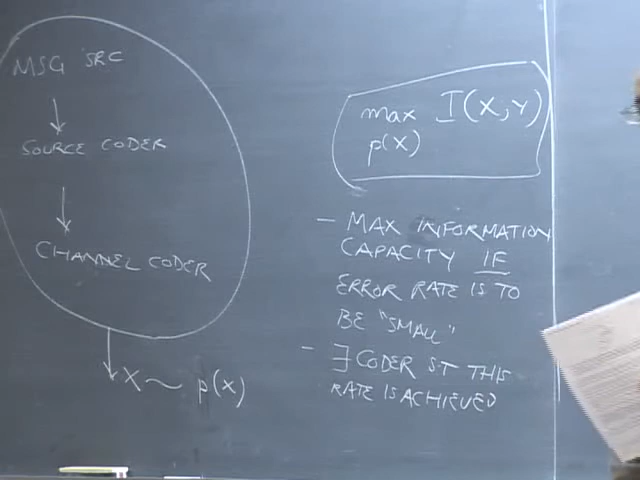 MSG SRC
SOURCE CODER
CHANNEL CODER
X ~ p(x)
max I(X,Y)
p(X)
- MAX INFORMATION
CAPACITY IF
ERROR RATE IS TO
BE "SMALL"
- ∃ CODER ST THIS
RATE IS ACHIEVED